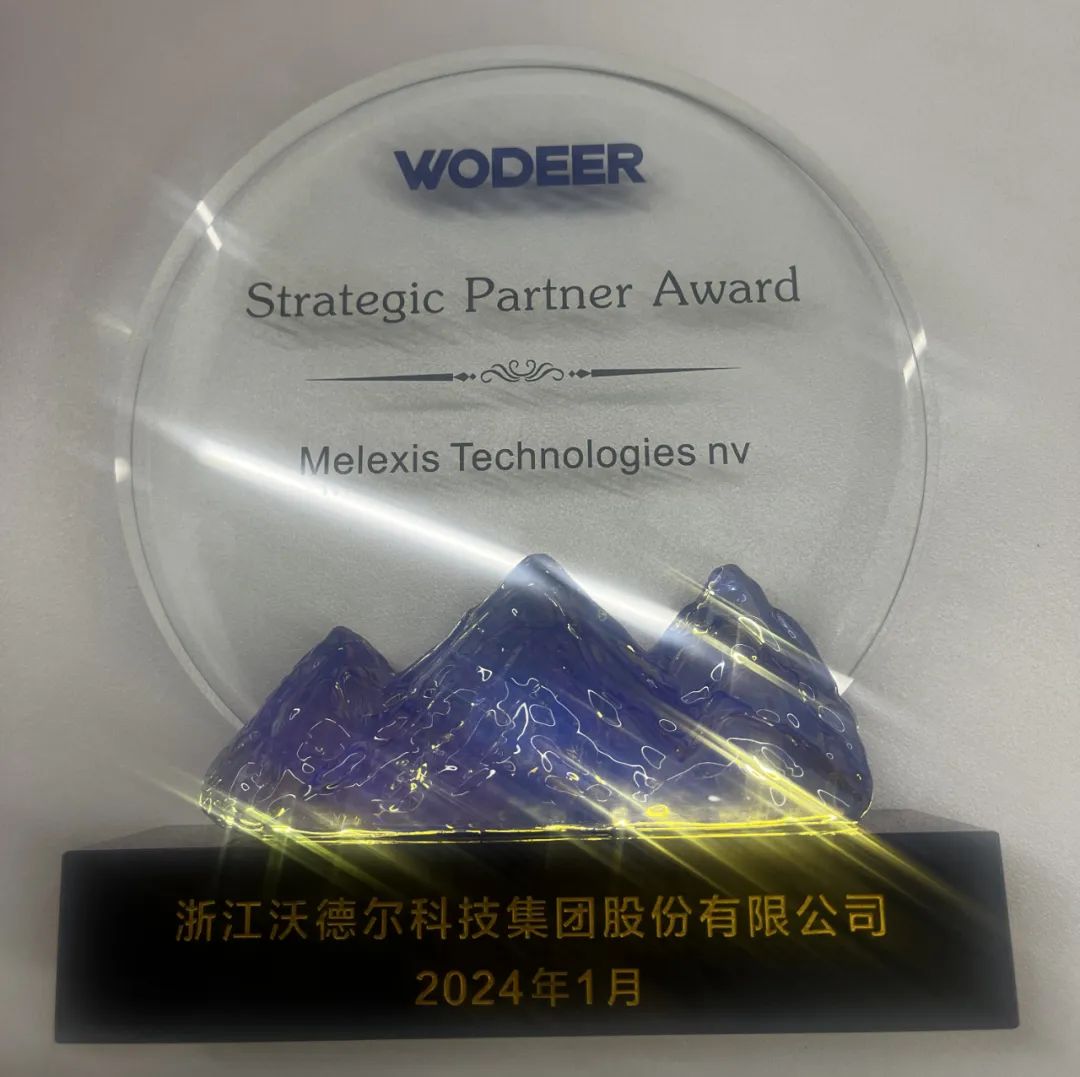 WODEER
Strategic Partner Award
Melexis Technologies nv
浙江沃德尔科技集团股份有限公司
2024年1月